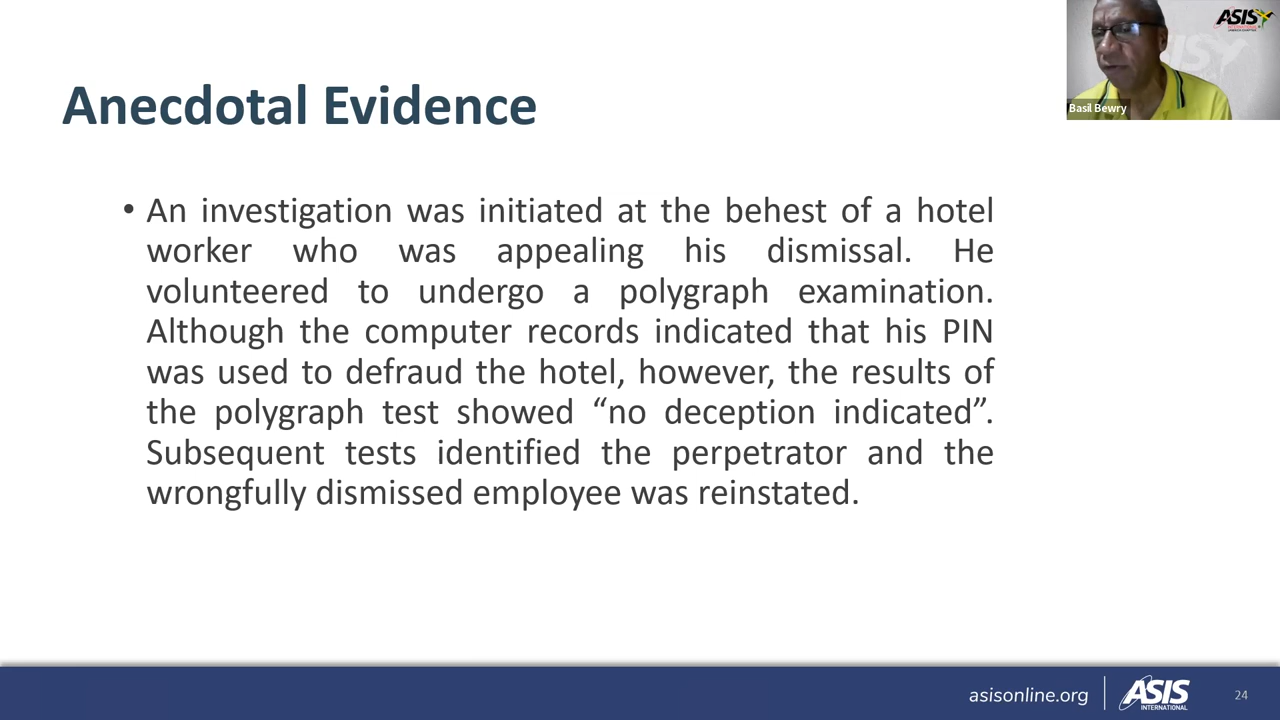 ASIS
INTERNATIONAL
Basil Bewry
Anecdotal Evidence
• An investigation was initiated at the behest of a hotel
worker who was appealing his dismissal. He
volunteered to undergo a polygraph examination.
Although the computer records indicated that his PIN
was used to defraud the hotel, however, the results of
the polygraph test showed “no deception indicated”.
Subsequent tests identified the perpetrator and the
wrongfully dismissed employee was reinstated.
asisonline.org
ASIS
INTERNATIONAL
24